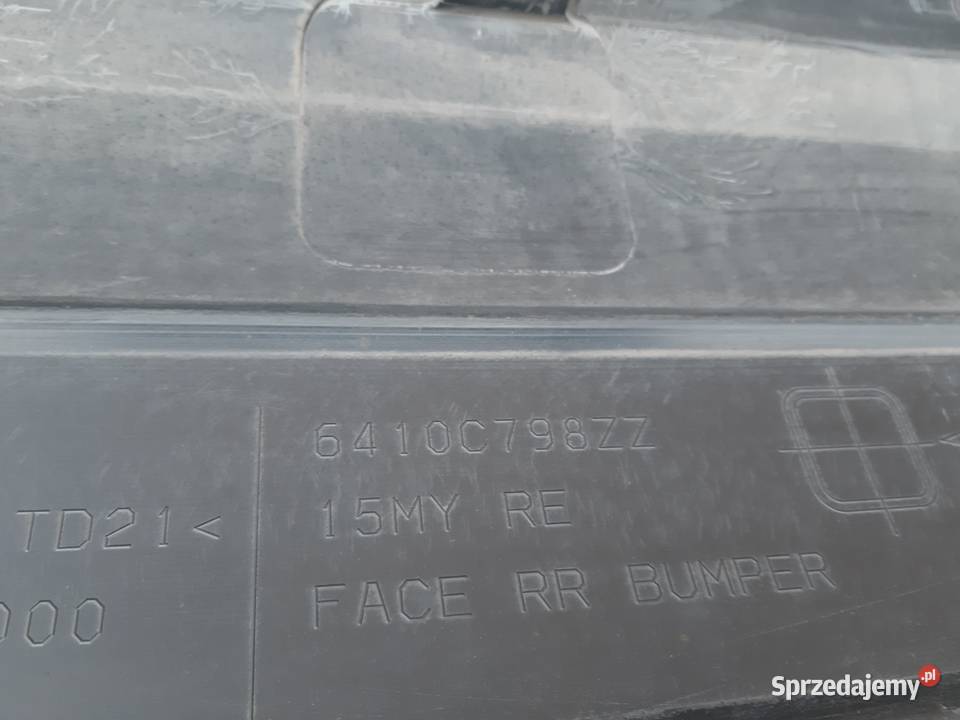 6410C798ZZ
15MY RE
FACE RR BUMPER
TD21<
000
Sprzedajemy.pl